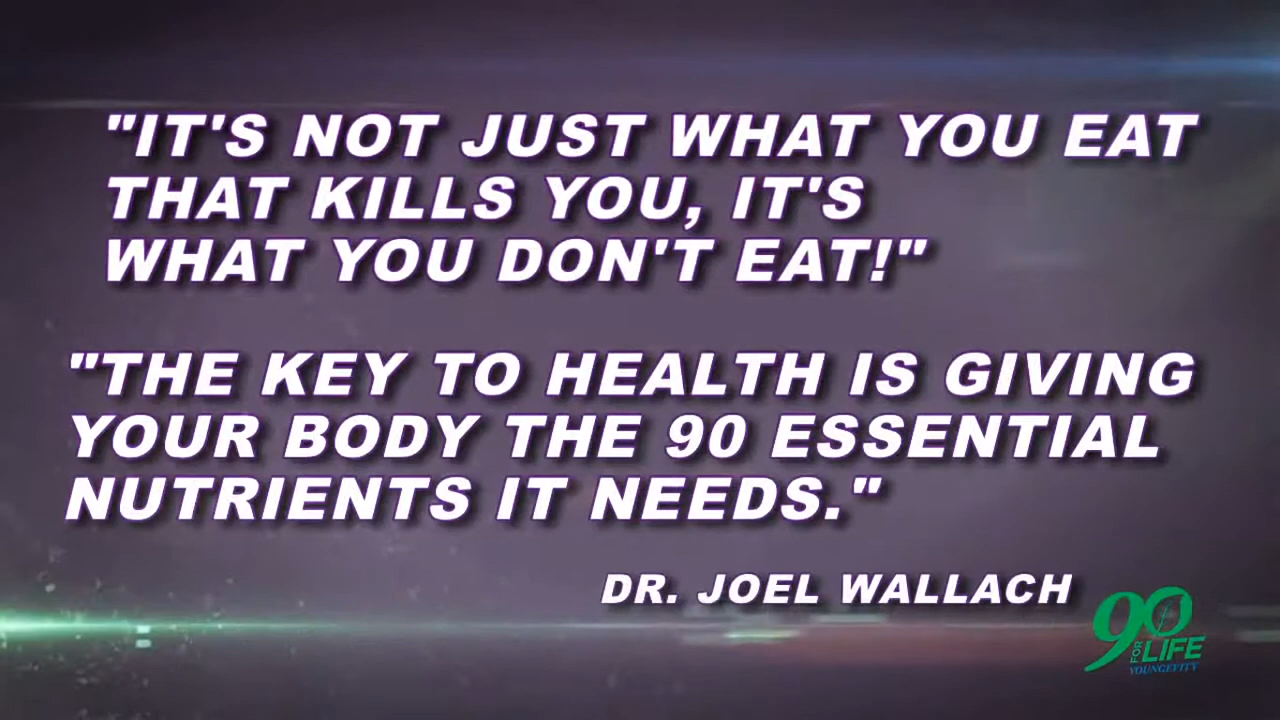 "IT'S NOT JUST WHAT YOU EAT
THAT KILLS YOU, IT'S
WHAT YOU DON'T EAT!"
"THE KEY TO HEALTH IS GIVING
YOUR BODY THE 90 ESSENTIAL
NUTRIENTS IT NEEDS."
DR. JOEL WALLACH
90
FOR LIFE
YOUNGEVITY